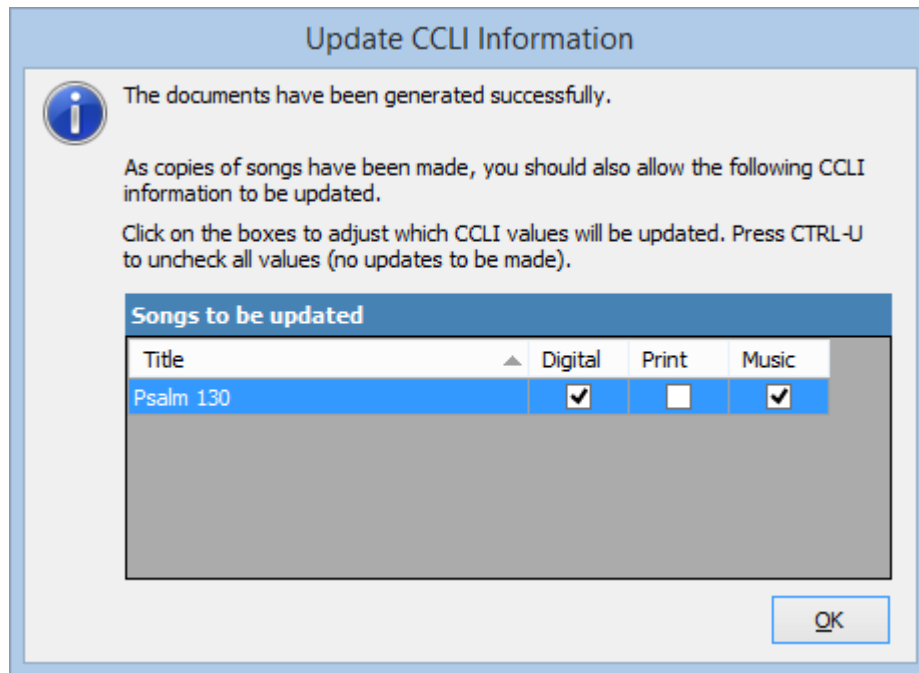 Update CCLI Information
The documents have been generated successfully.
As copies of songs have been made, you should also allow the following CCLI
information to be updated.
Click on the boxes to adjust which CCLI values will be updated. Press CTRL-U
to uncheck all values (no updates to be made).
Songs to be updated
Title Digital Print Music
Psalm 130
OK